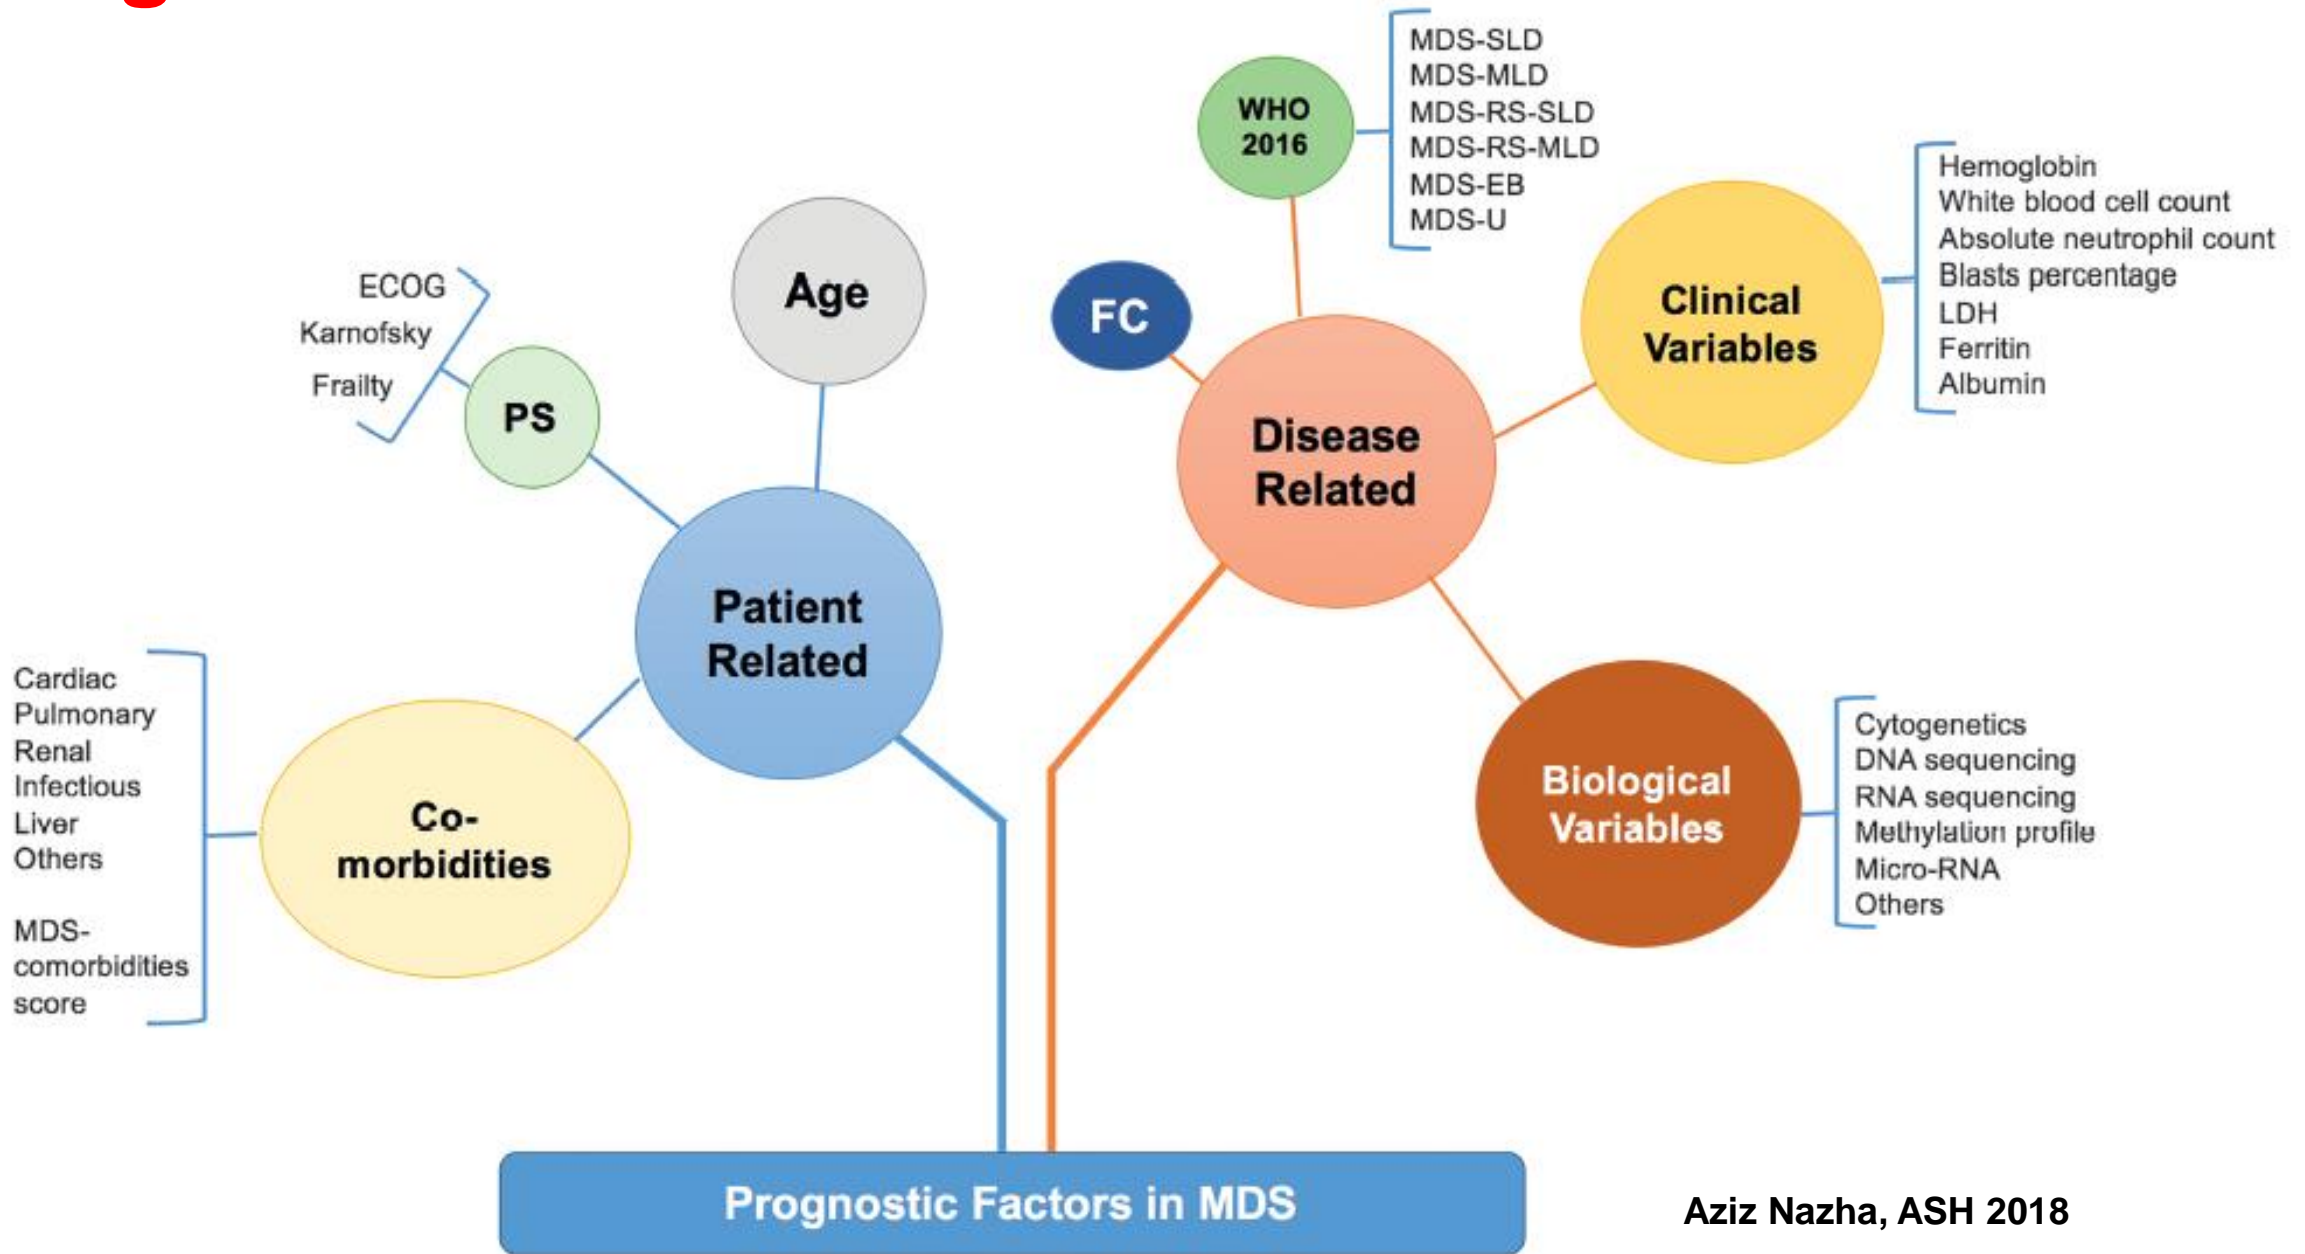 ECOG
Karnofsky
Frailty
PS
Age
Patient
Related
Cardiac
Pulmonary
Renal
Infectious
Liver
Others
MDS-
comorbidities
score
Co-
morbidities
WHO
2016
MDS-SLD
MDS-MLD
MDS-RS-SLD
MDS-RS-MLD
MDS-EB
MDS-U
FC
Disease
Related
Clinical
Variables
Hemoglobin
White blood cell count
Absolute neutrophil count
Blasts percentage
LDH
Ferritin
Albumin
Biological
Variables
Cytogenetics
DNA sequencing
RNA sequencing
Methylation profile
Micro-RNA
Others
Prognostic Factors in MDS
Aziz Nazha, ASH 2018